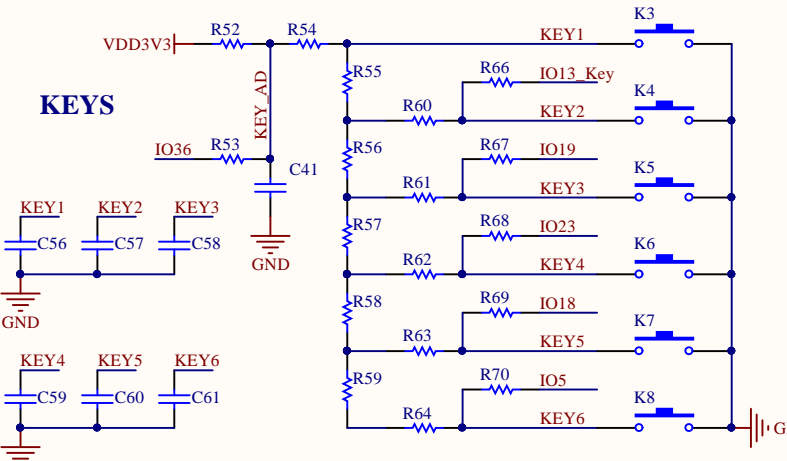 K3
R52
R54
KEY1
VDD3V3
R66
IO13_Key
R55
K4
KEYS
KEY_AD
R60
KEY2
R67
IO19
IO36
R53
R56
K5
C41
R61
KEY3
KEY1
KEY2
KEY3
R68
IO23
R57
K6
C56
C57
C58
GND
R62
KEY4
R69
IO18
R58
K7
GND
R63
KEY5
KEY4
KEY5
KEY6
R70
IO5
R59
K8
C59
C60
C61
R64
KEY6
G